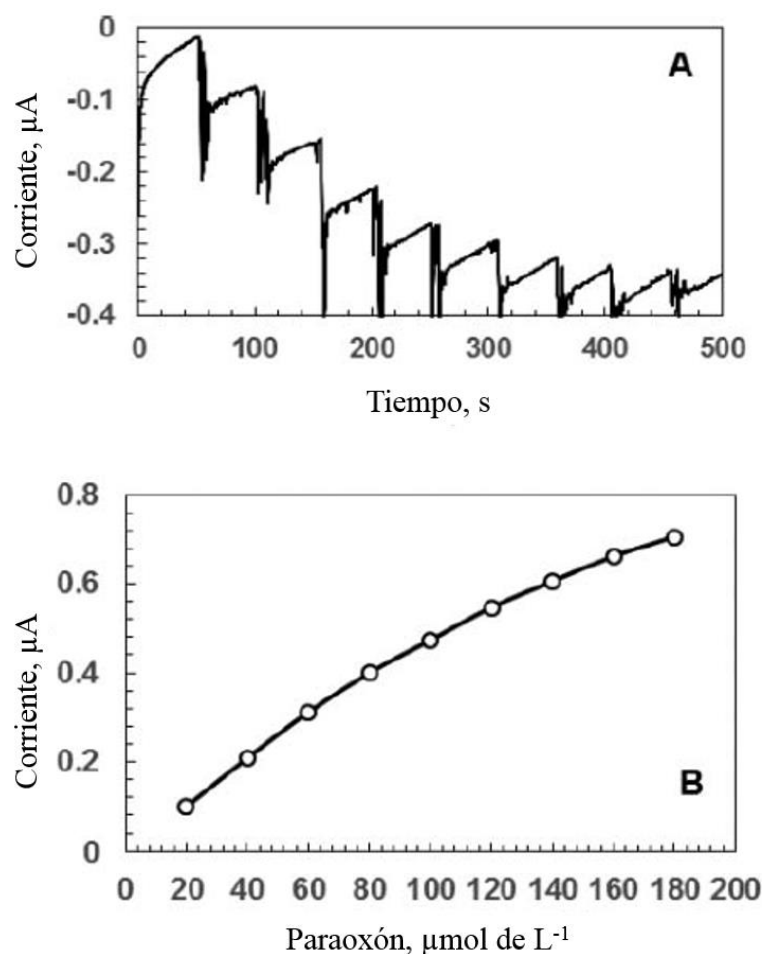 0
A
-0.1
Corriente, µA
-0.2
-0.3
-0.4
0 100 200 300 400 500
Tiempo, s
0.8
0.6
Corriente, µA
0.4
0.2
B
0
0 20 40 60 80 100 120 140 160 180 200
Paraoxón, µmol de L-1